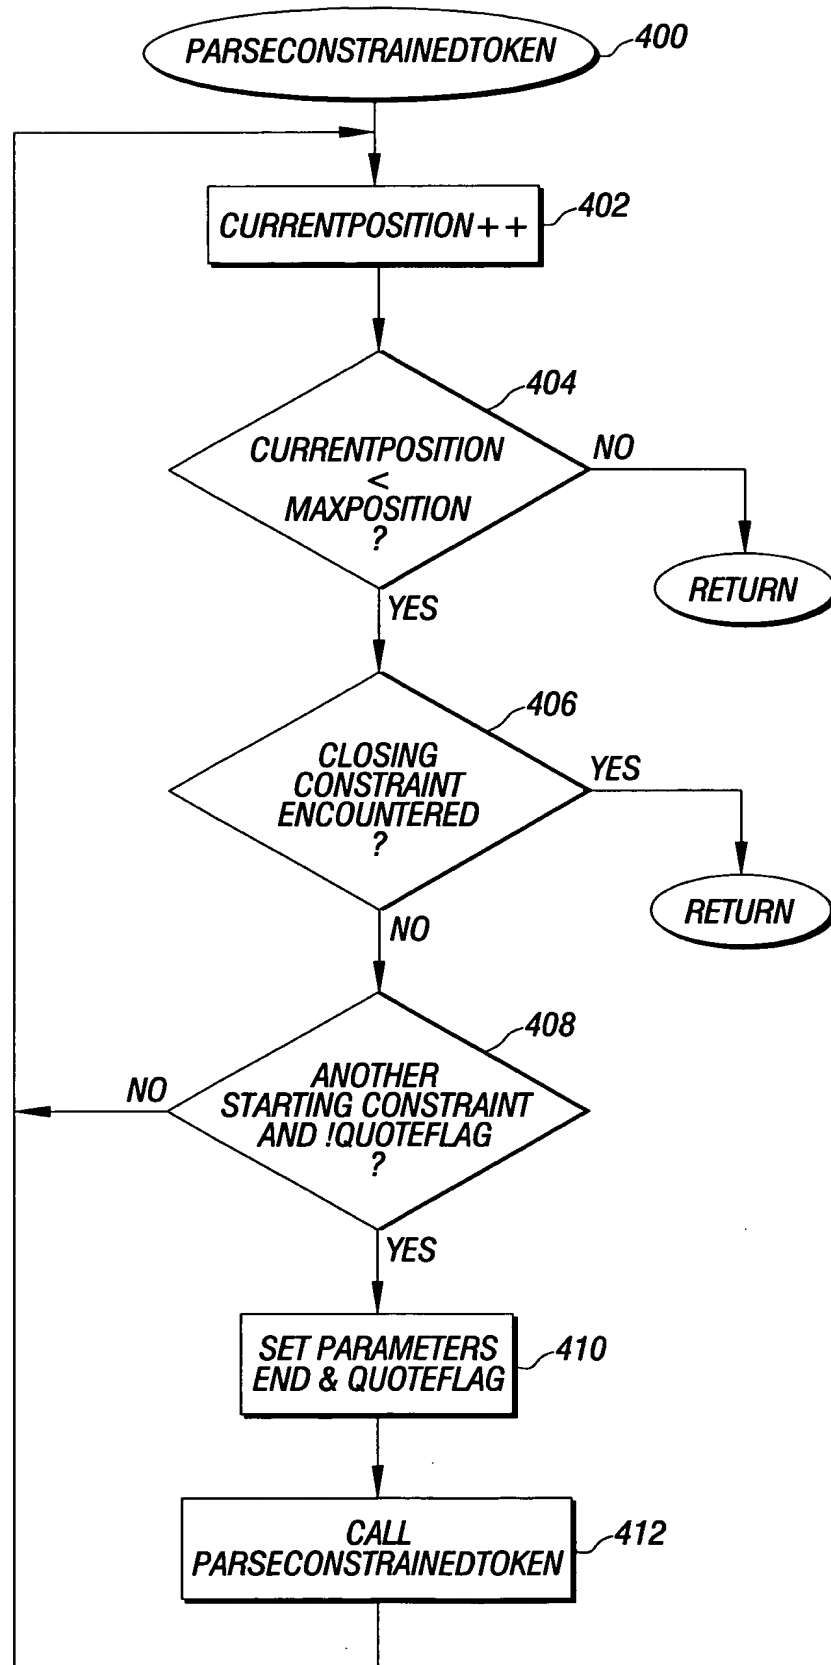 PARSECONSTRAINEDTOKEN
400
CURRENTPOSITION++
402
404
CURRENTPOSITION
<
MAXPOSITION
?
NO
RETURN
YES
406
CLOSING
CONSTRAINT
ENCOUNTERED
?
YES
RETURN
NO
408
ANOTHER
STARTING CONSTRAINT
AND !QUOTEFLAG
?
NO
YES
SET PARAMETERS
END & QUOTEFLAG
410
CALL
PARSECONSTRAINEDTOKEN
412